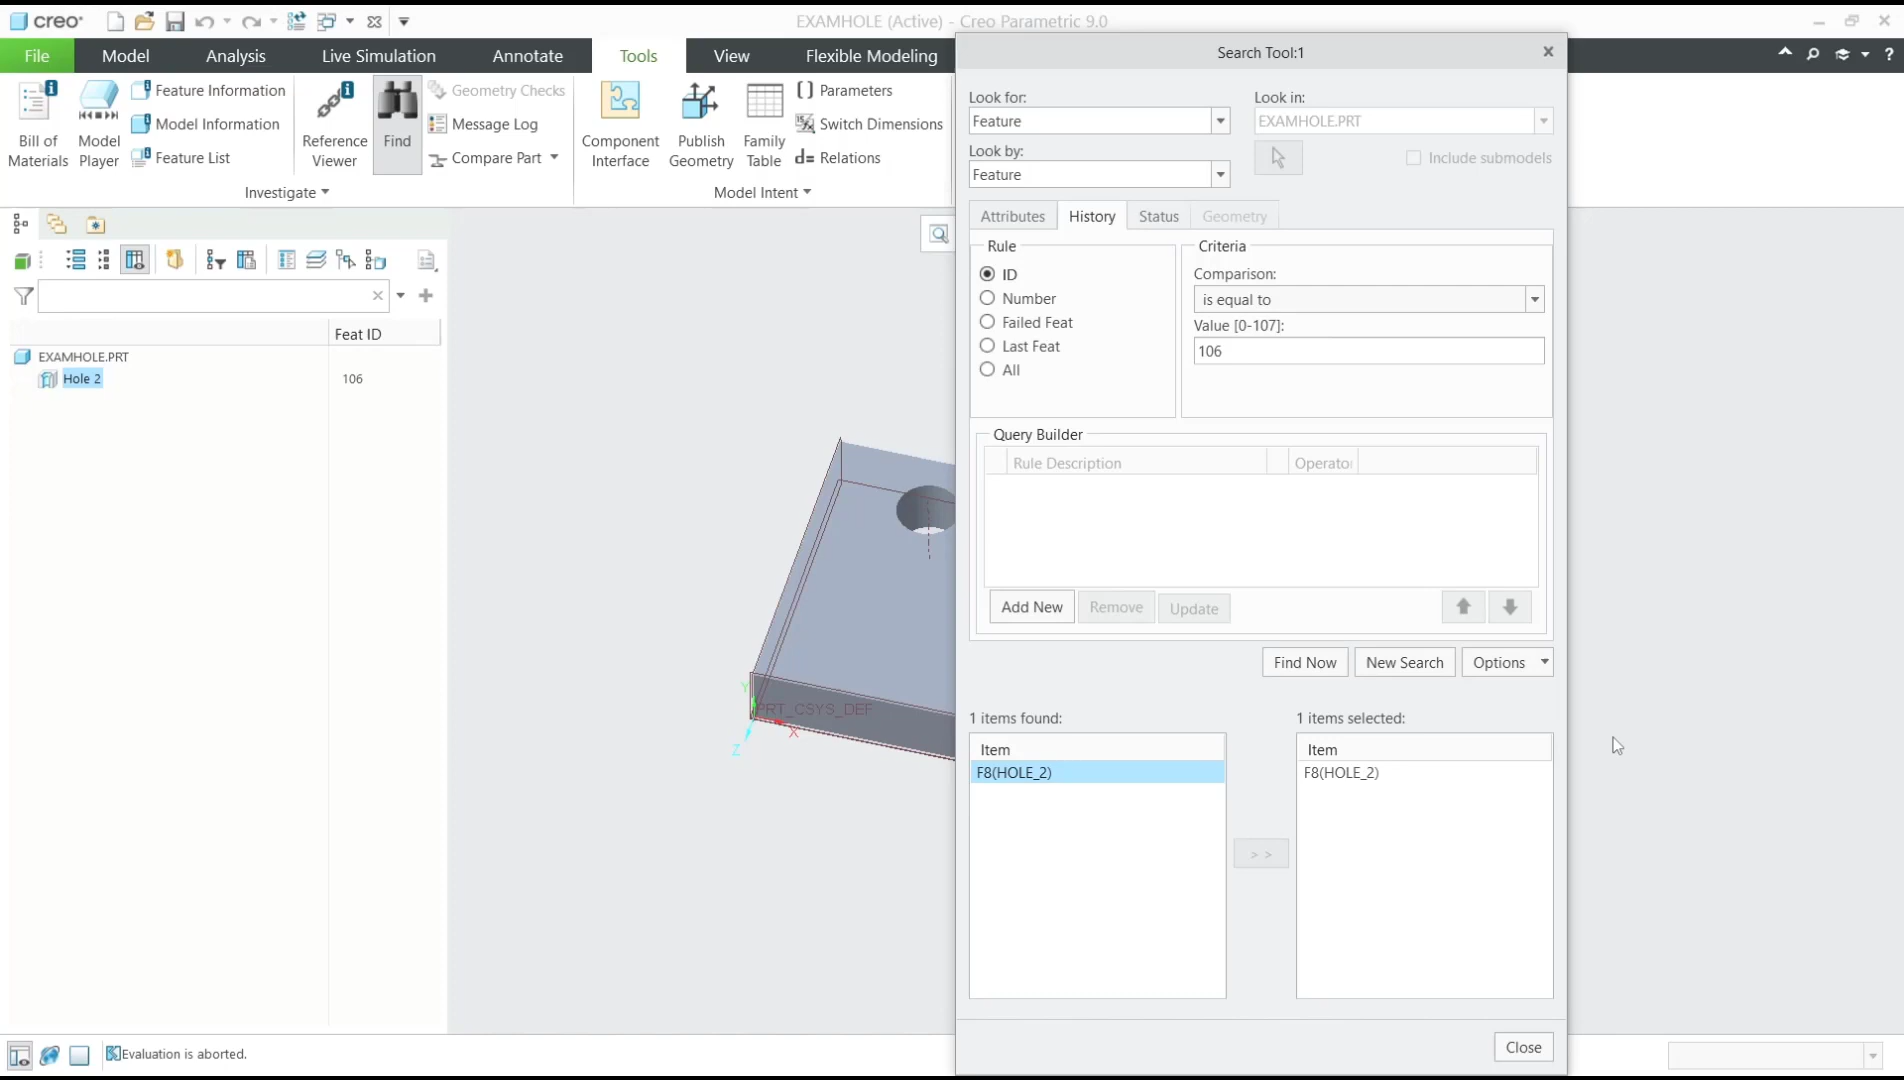 creo®
EXAMHOLE (Active) - Creo Parametric 9.0
File
Model
Analysis
Live Simulation
Annotate
Tools
View
Flexible Modeling
Bill of
Materials
Model
Player
Feature Information
Model Information
Feature List
Reference
Viewer
Find
Geometry Checks
Message Log
Compare Part
Investigate
Component
Interface
Publish
Geometry
Family
Table
Parameters
Switch Dimensions
d= Relations
Model Intent
Feat ID
EXAMHOLE.PRT
Hole 2
106
PRT_CSYS_DEF
Y
X
Z
Evaluation is aborted.
Search Tool:1
Look for:
Feature
Look in:
EXAMHOLE.PRT
Look by:
Feature
Include submodels
Attributes
History
Status
Geometry
Rule
ID
Number
Failed Feat
Last Feat
All
Criteria
Comparison:
is equal to
Value [0-107]:
106
Query Builder
Rule Description
Operato
Add New
Remove
Update
Find Now
New Search
Options
1 items found:
Item
F8(HOLE_2)
> >
1 items selected:
Item
F8(HOLE_2)
Close